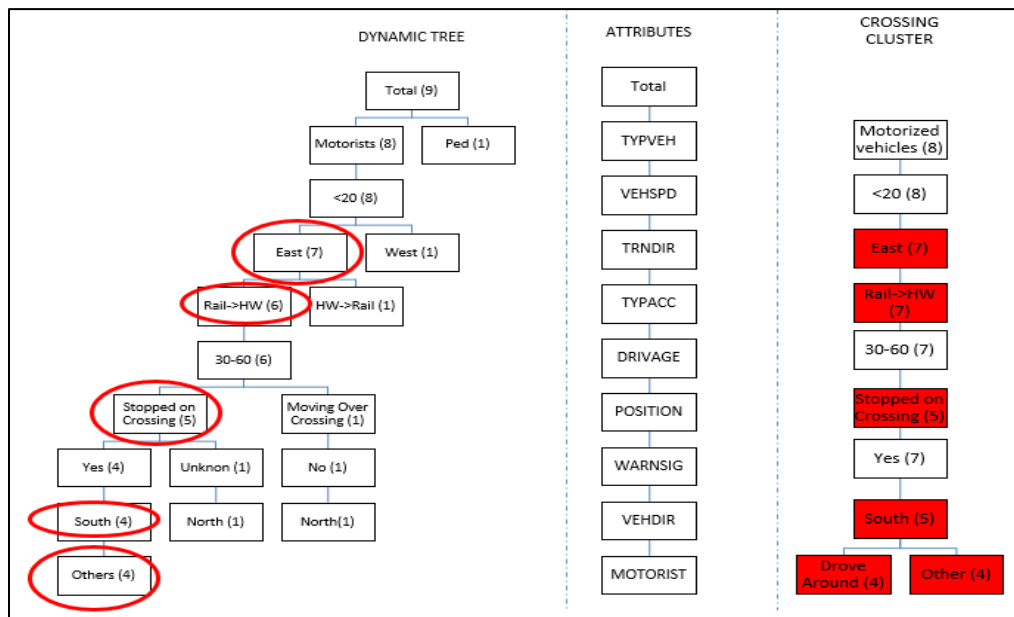 DYNAMIC TREE
ATTRIBUTES
CROSSING
CLUSTER
Total (9)
Motorists (8)
Ped (1)
<20 (8)
East (7)
West (1)
Rail->HW (6)
HW->Rail (1)
30-60 (6)
Stopped on
Crossing (5)
Moving Over
Crossing (1)
Yes (4)
Unknon (1)
No (1)
South (4)
North (1)
North(1)
Others (4)
Total
TYPVEH
VEHSPD
TRNDIR
TYPACC
DRIVAGE
POSITION
WARNSIG
VEHDIR
MOTORIST
Motorized
vehicles (8)
<20 (8)
East (7)
Rail->HW
(7)
30-60 (7)
Stopped on
Crossing (5)
Yes (7)
South (5)
Drove
Around (4)
Other (4)